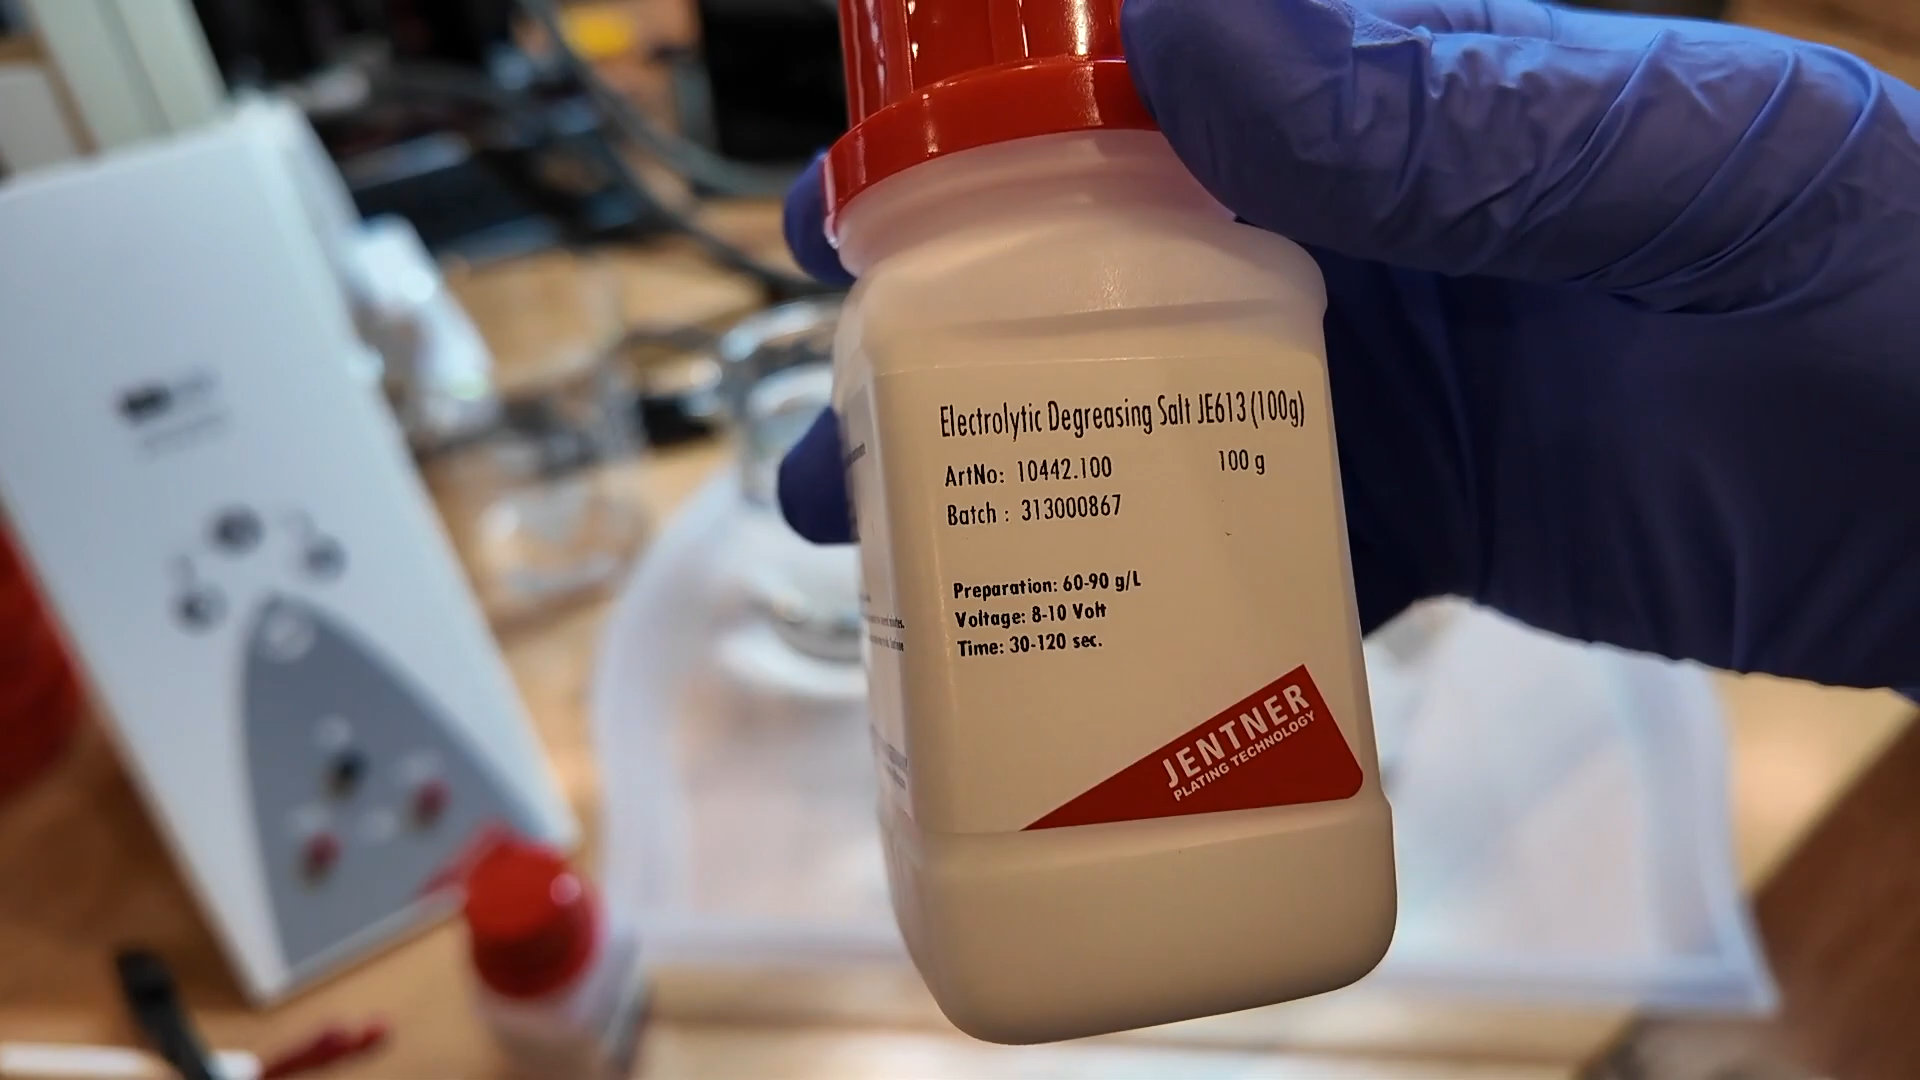 Electrolytic Degreasing Salt JE613 (100g)
ArtNo: 10442.100 100 g
Batch : 313000867
Preparation: 60-90 g/L
Voltage: 8-10 Volt
Time: 30-120 sec.
JENTNER
PLATING TECHNOLOGY